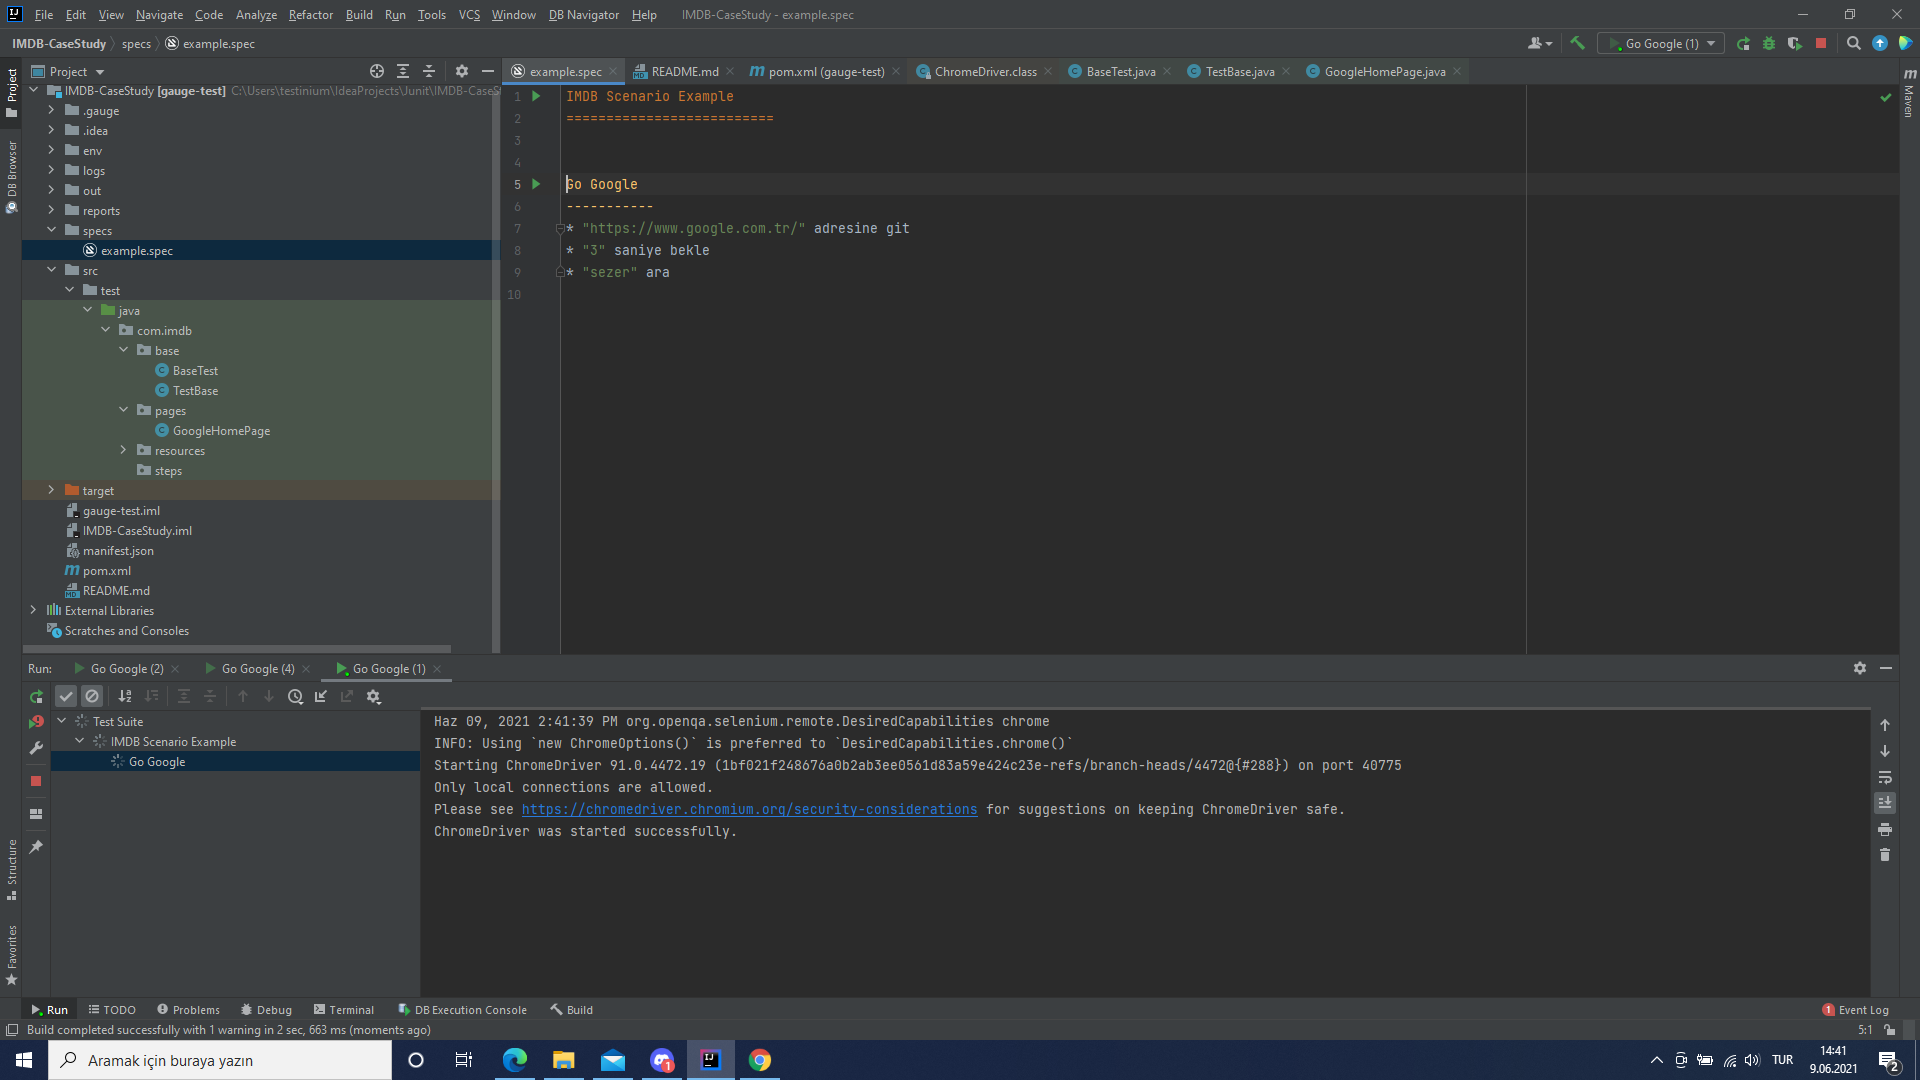 File Edit View Navigate Code Analyze Refactor Build Run Tools VCS Window DB Navigator Help IMDB-CaseStudy - example.spec
IMDB-CaseStudy specs example.spec
Go Google (1)
Project
example.spec README.md pom.xml (gauge-test) ChromeDriver.class BaseTest.java TestBase.java GoogleHomePage.java
IMDB-CaseStudy [gauge-test] C:\Users\testinium\IdeaProjects\Junit\IMDB-CaseS
.gauge
.idea
env
logs
out
reports
specs
example.spec
src
test
java
com.imdb
base
BaseTest
TestBase
pages
GoogleHomePage
resources
steps
target
gauge-test.iml
IMDB-CaseStudy.iml
manifest.json
pom.xml
README.md
External Libraries
Scratches and Consoles
1 IMDB Scenario Example
2 ==========================
3
4
5 Go Google
6 -----------
7 * "https://www.google.com.tr/" adresine git
8 * "3" saniye bekle
9 * "sezer" ara
10
Project
DB Browser
Structure
Favorites
Maven
Run: Go Google (2) Go Google (4) Go Google (1)
Test Suite
IMDB Scenario Example
Go Google
Haz 09, 2021 2:41:39 PM org.openqa.selenium.remote.DesiredCapabilities chrome
INFO: Using `new ChromeOptions()` is preferred to `DesiredCapabilities.chrome()`
Starting ChromeDriver 91.0.4472.19 (1bf021f248676a0b2ab3ee0561d83a59e424c23e-refs/branch-heads/4472@{#288}) on port 40775
Only local connections are allowed.
Please see https://chromedriver.chromium.org/security-considerations for suggestions on keeping ChromeDriver safe.
ChromeDriver was started successfully.
Run TODO Problems Debug Terminal DB Execution Console Build 1 Event Log
Build completed successfully with 1 warning in 2 sec, 663 ms (moments ago) 5:1
Aramak için buraya yazın
TUR
14:41
9.06.2021
2